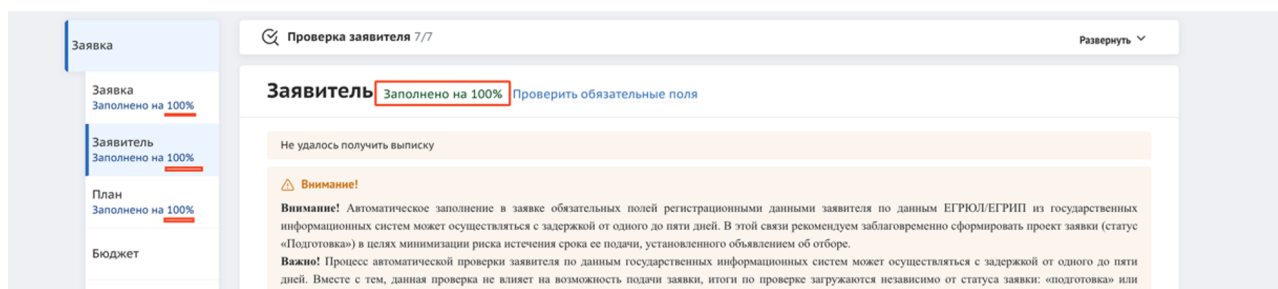 Заявка
Заявка
Заполнено на 100%
Заявитель
Заполнено на 100%
План
Заполнено на 100%
Бюджет
Проверка заявителя 7/7
Развернуть
Заявитель Заполнено на 100% Проверить обязательные поля
Не удалось получить выписку
Внимание!
Внимание! Автоматическое заполнение в заявке обязательных полей регистрационными данными заявителя по данным ЕГРЮЛ/ЕГРИП из государственных
информационных систем может осуществляться с задержкой от одного до пяти дней. В этой связи рекомендуем заблаговременно сформировать проект заявки (статус
«Подготовка») в целях минимизации риска истечения срока ее подачи, установленного объявлением об отборе.
Важно! Процесс автоматической проверки заявителя по данным государственных информационных систем может осуществляться с задержкой от одного до пяти
дней. Вместе с тем, данная проверка не влияет на возможность подачи заявки, итоги по проверке загружаются независимо от статуса заявки: «подготовка» или